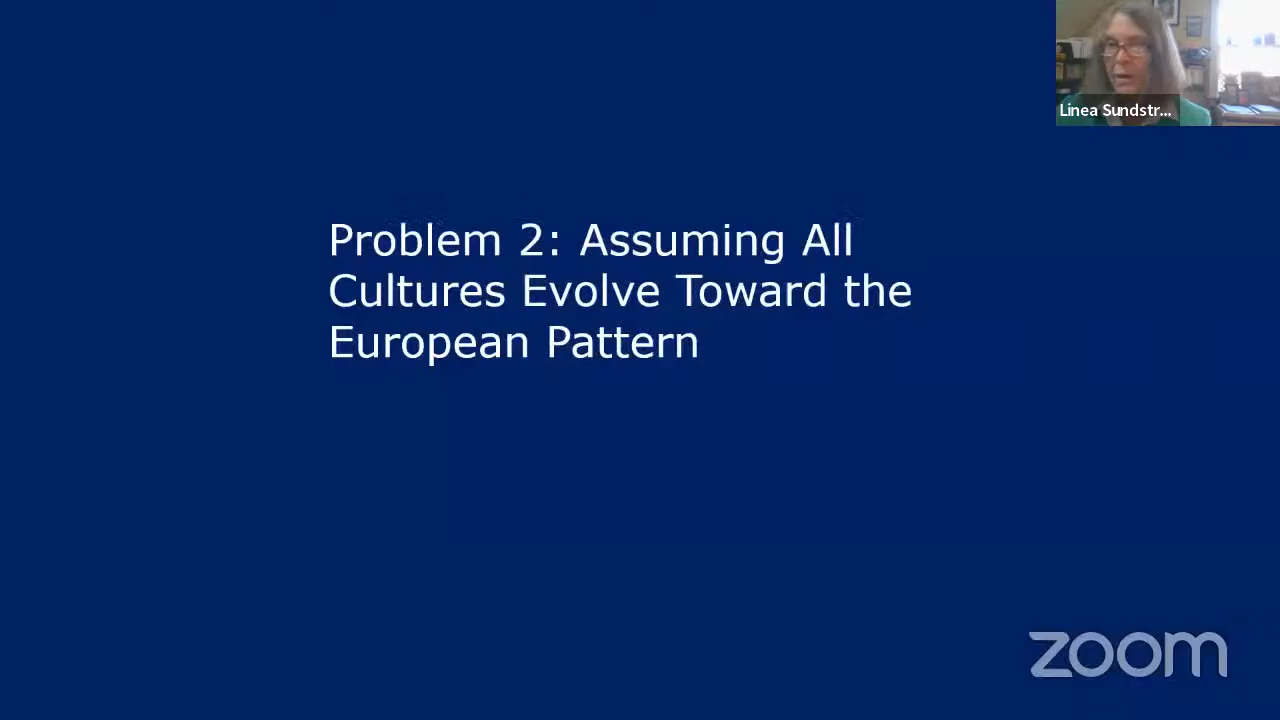 Linea Sundstr...
Problem 2: Assuming All
Cultures Evolve Toward the
European Pattern
zoom